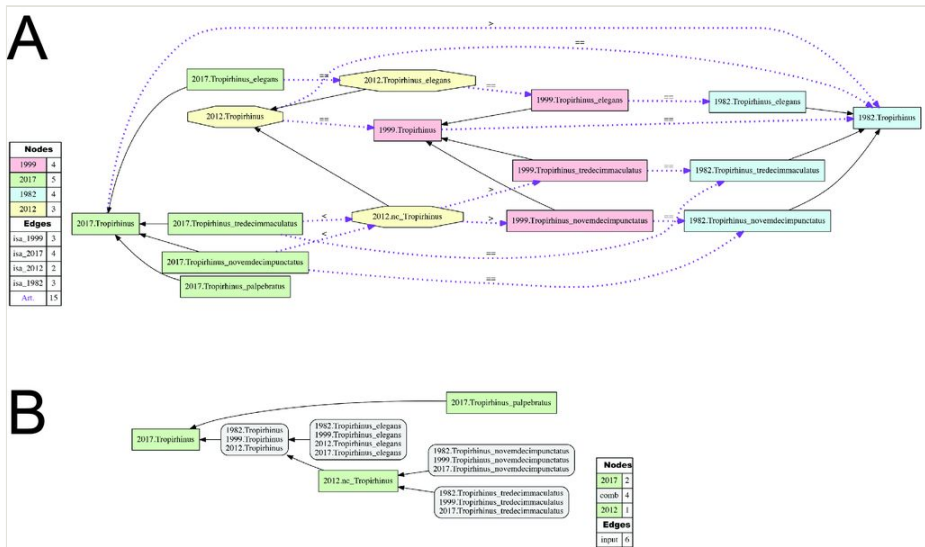 A
>
==
2017.Tropirhinus_elegans
==
2012.Tropirhinus_elegans
==
1999.Tropirhinus_elegans
==
1982.Tropirhinus_elegans
2012.Tropirhinus
==
1999.Tropirhinus
==
1982.Tropirhinus
Nodes
1999 4
2017 5
1982 4
2012 3
Edges
isa_1999 3
isa_2017 4
isa_2012 2
isa_1982 3
Art. 15
1999.Tropirhinus_tredecimmaculatus
==
1982.Tropirhinus_tredecimmaculatus
>
2017.Tropirhinus
2017.Tropirhinus_tredecimmaculatus
<
2012.nc_Tropirhinus
>
1999.Tropirhinus_novemdecimpunctatus
==
1982.Tropirhinus_novemdecimpunctatus
<
==
2017.Tropirhinus_novemdecimpunctatus
==
2017.Tropirhinus_palpebratus
B
2017.Tropirhinus_palpebratus
2017.Tropirhinus
1982.Tropirhinus
1999.Tropirhinus
2012.Tropirhinus
1982.Tropirhinus_elegans
1999.Tropirhinus_elegans
2012.Tropirhinus_elegans
2017.Tropirhinus_elegans
2012.nc_Tropirhinus
1982.Tropirhinus_novemdecimpunctatus
1999.Tropirhinus_novemdecimpunctatus
2017.Tropirhinus_novemdecimpunctatus
1982.Tropirhinus_tredecimmaculatus
1999.Tropirhinus_tredecimmaculatus
2017.Tropirhinus_tredecimmaculatus
Nodes
2017 2
comb 4
2012 1
Edges
input 6